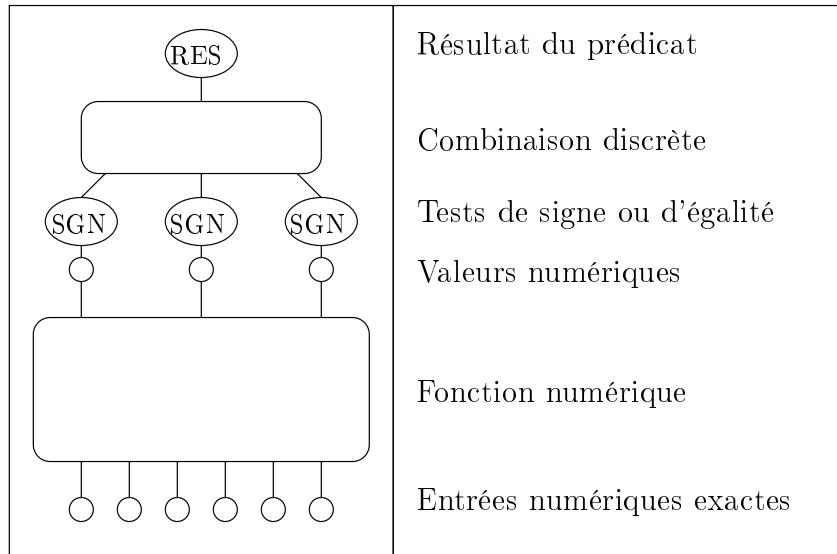 RES
Résultat du prédicat
Combinaison discrète
SGN SGN SGN
Tests de signe ou d'égalité
Valeurs numériques
Fonction numérique
Entrées numériques exactes